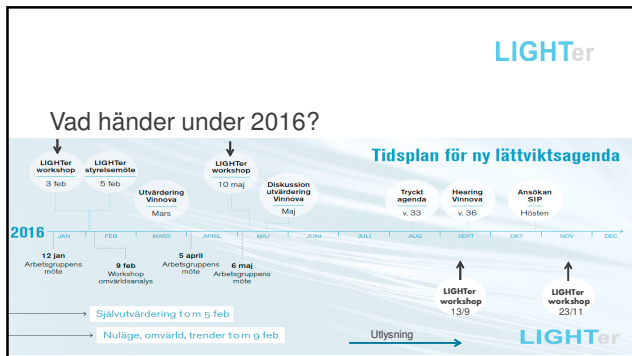 LIGHTer
Vad händer under 2016?
Tidsplan för ny lättviktsagenda
LIGHTer
workshop
3 feb
LIGHTer
styrelsemöte
5 feb
Utvärdering
Vinnova
Mars
LIGHTer
workshop
10 maj
Diskussion
utvärdering
Vinnova
Maj
Tryckt
agenda
v. 33
Hearing
Vinnova
v. 36
Ansökan
SIP
Hösten
2016 JAN FEB MARS APRIL MAJ JUNI JULI AUG SEPT OKT NOV DEC
12 jan
Arbetsgruppens
möte
9 feb
Workshop
omvärldsanalys
5 april
Arbetsgruppens
möte
6 maj
Arbetsgruppens
möte
LIGHTer
workshop
13/9
LIGHTer
workshop
23/11
Självutvärdering t o m 5 feb
Nuläge, omvärld, trender t o m 9 feb
Utlysning
LIGHTer